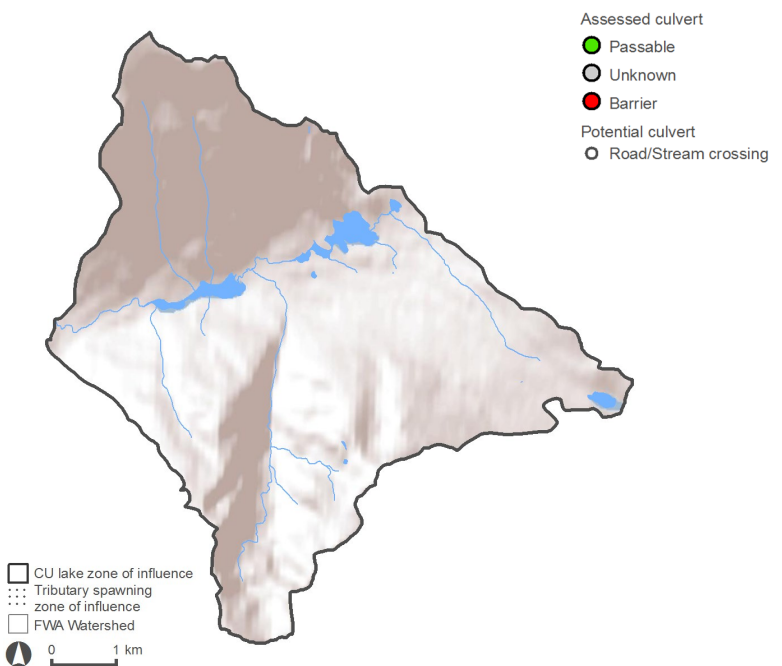 Assessed culvert
Passable
Unknown
Barrier
Potential culvert
Road/Stream crossing
CU lake zone of influence
Tributary spawning
zone of influence
FWA Watershed
0 1 km